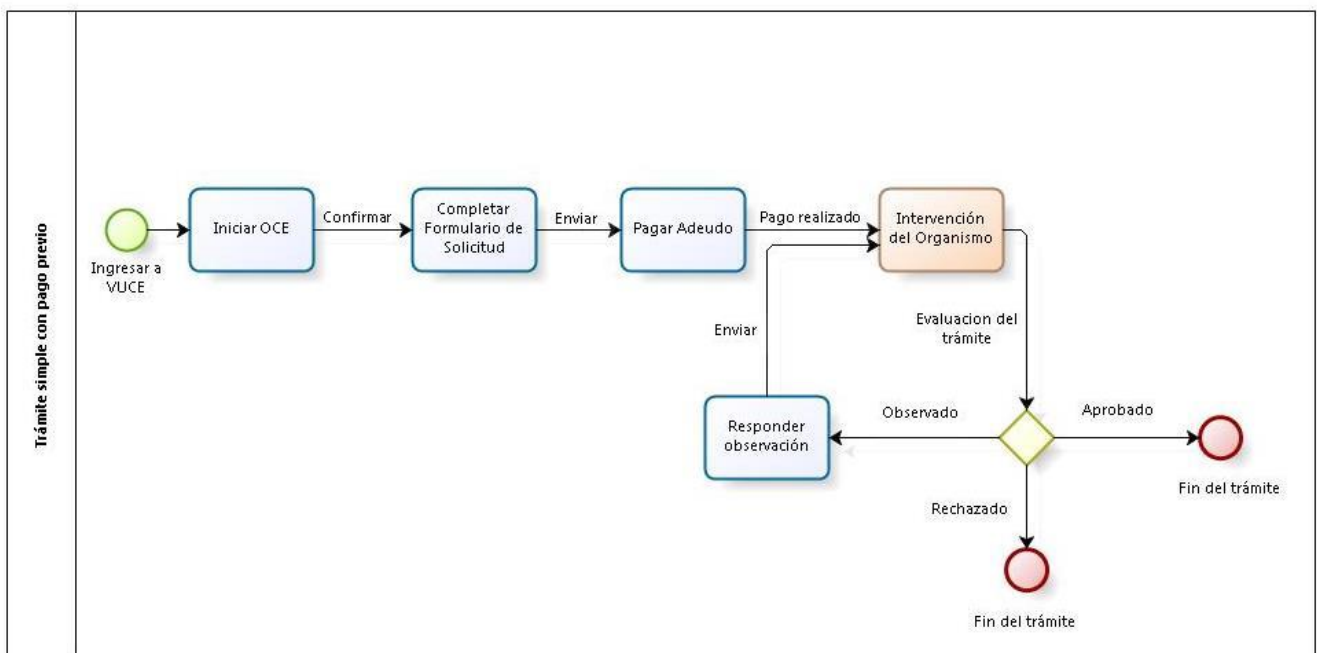 Trámite simple con pago previo
Ingresar a
VUCE
Iniciar OCE
Confirmar
Completar
Formulario de
Solicitud
Enviar
Pagar Adeudo
Pago realizado
Intervención
del Organismo
Evaluacion del
trámite
Enviar
Responder
observación
Observado
Aprobado
Fin del trámite
Rechazado
Fin del trámite